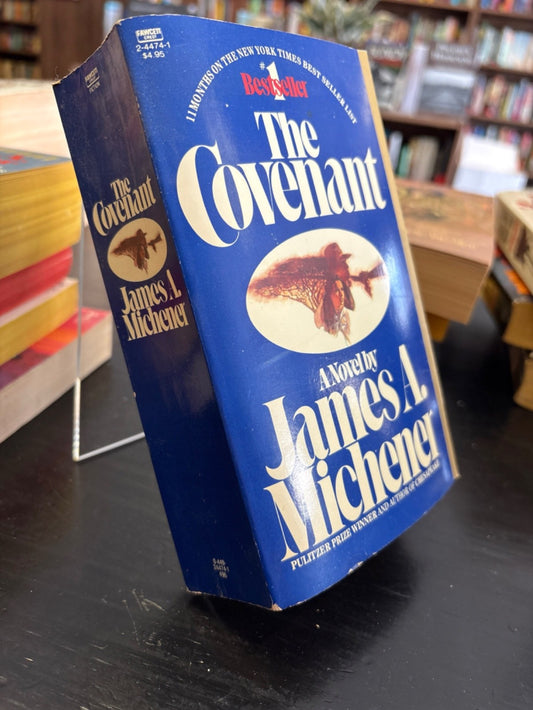 FAWCETT
CREST
2-4474-1
$4.95
11 MONTHS ON THE NEW YORK TIMES BEST SELLER LIST
#1
Bestseller
The
Covenant
A Novel by
James A.
Michener
PULITZER PRIZE WINNER AND AUTHOR OF CHESAPEAKE
The
Covenant
James A.
Michener